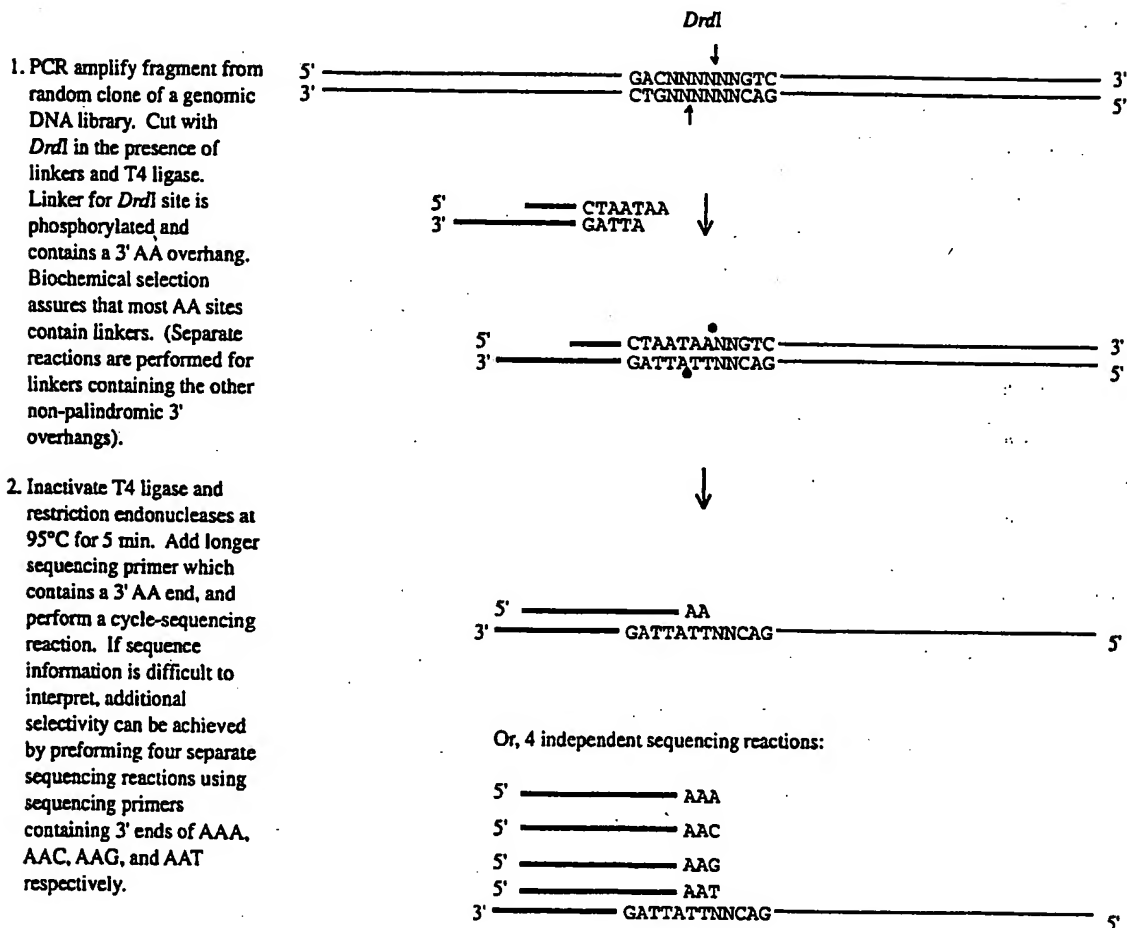 DrdI
1. PCR amplify fragment from
random clone of a genomic
DNA library. Cut with
DrdI in the presence of
linkers and T4 ligase.
Linker for DrdI site is
phosphorylated and
contains a 3' AA overhang.
Biochemical selection
assures that most AA sites
contain linkers. (Separate
reactions are performed for
linkers containing the other
non-palindromic 3'
overhangs).
5' GACNNNNNNGTC 3'
3' CTGNNNNNNCAG 5'
5' CTAATAA
3' GATTA
5' CTAATAANNGTC 3'
3' GATTATTNNCAG 5'
2. Inactivate T4 ligase and
restriction endonucleases at
95°C for 5 min. Add longer
sequencing primer which
contains a 3' AA end, and
perform a cycle-sequencing
reaction. If sequence
information is difficult to
interpret, additional
selectivity can be achieved
by preforming four separate
sequencing reactions using
sequencing primers
containing 3' ends of AAA,
AAC, AAG, and AAT
respectively.
5' AA
3' GATTATTNNCAG 5'
Or, 4 independent sequencing reactions:
5' AAA
5' AAC
5' AAG
5' AAT
3' GATTATTNNCAG 5'